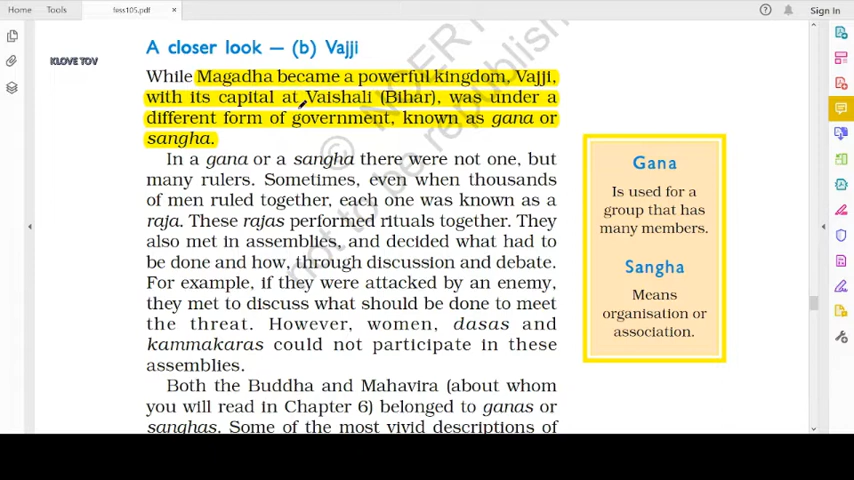 Home Tools fess105.pdf × Sign In
A closer look – (b) Vajji
KLOVE TOV
While Magadha became a powerful kingdom, Vajji,
with its capital at Vaishali (Bihar), was under a
different form of government, known as gana or
sangha.
In a gana or a sangha there were not one, but
many rulers. Sometimes, even when thousands
of men ruled together, each one was known as a
raja. These rajas performed rituals together. They
also met in assemblies, and decided what had to
be done and how, through discussion and debate.
For example, if they were attacked by an enemy,
they met to discuss what should be done to meet
the threat. However, women, dasas and
kammakaras could not participate in these
assemblies.
Both the Buddha and Mahavira (about whom
you will read in Chapter 6) belonged to ganas or
sanghas. Some of the most vivid descriptions of
Gana
Is used for a
group that has
many members.
Sangha
Means
organisation or
association.
© NCERT
not to be republish